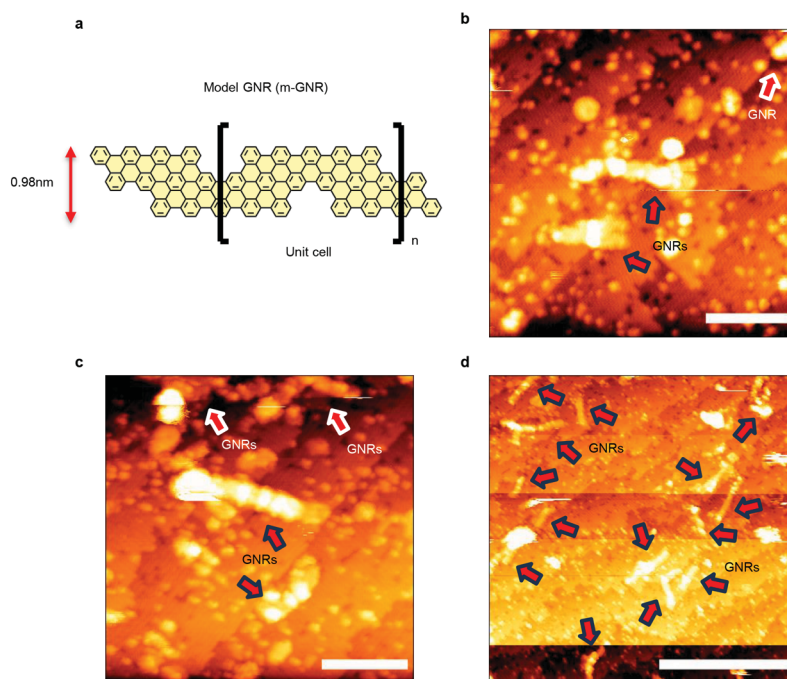 a
Model GNR (m-GNR)
0.98nm
n
Unit cell
b
GNR
GNRs
c
GNRs
GNRs
GNRs
d
GNRs
GNRs